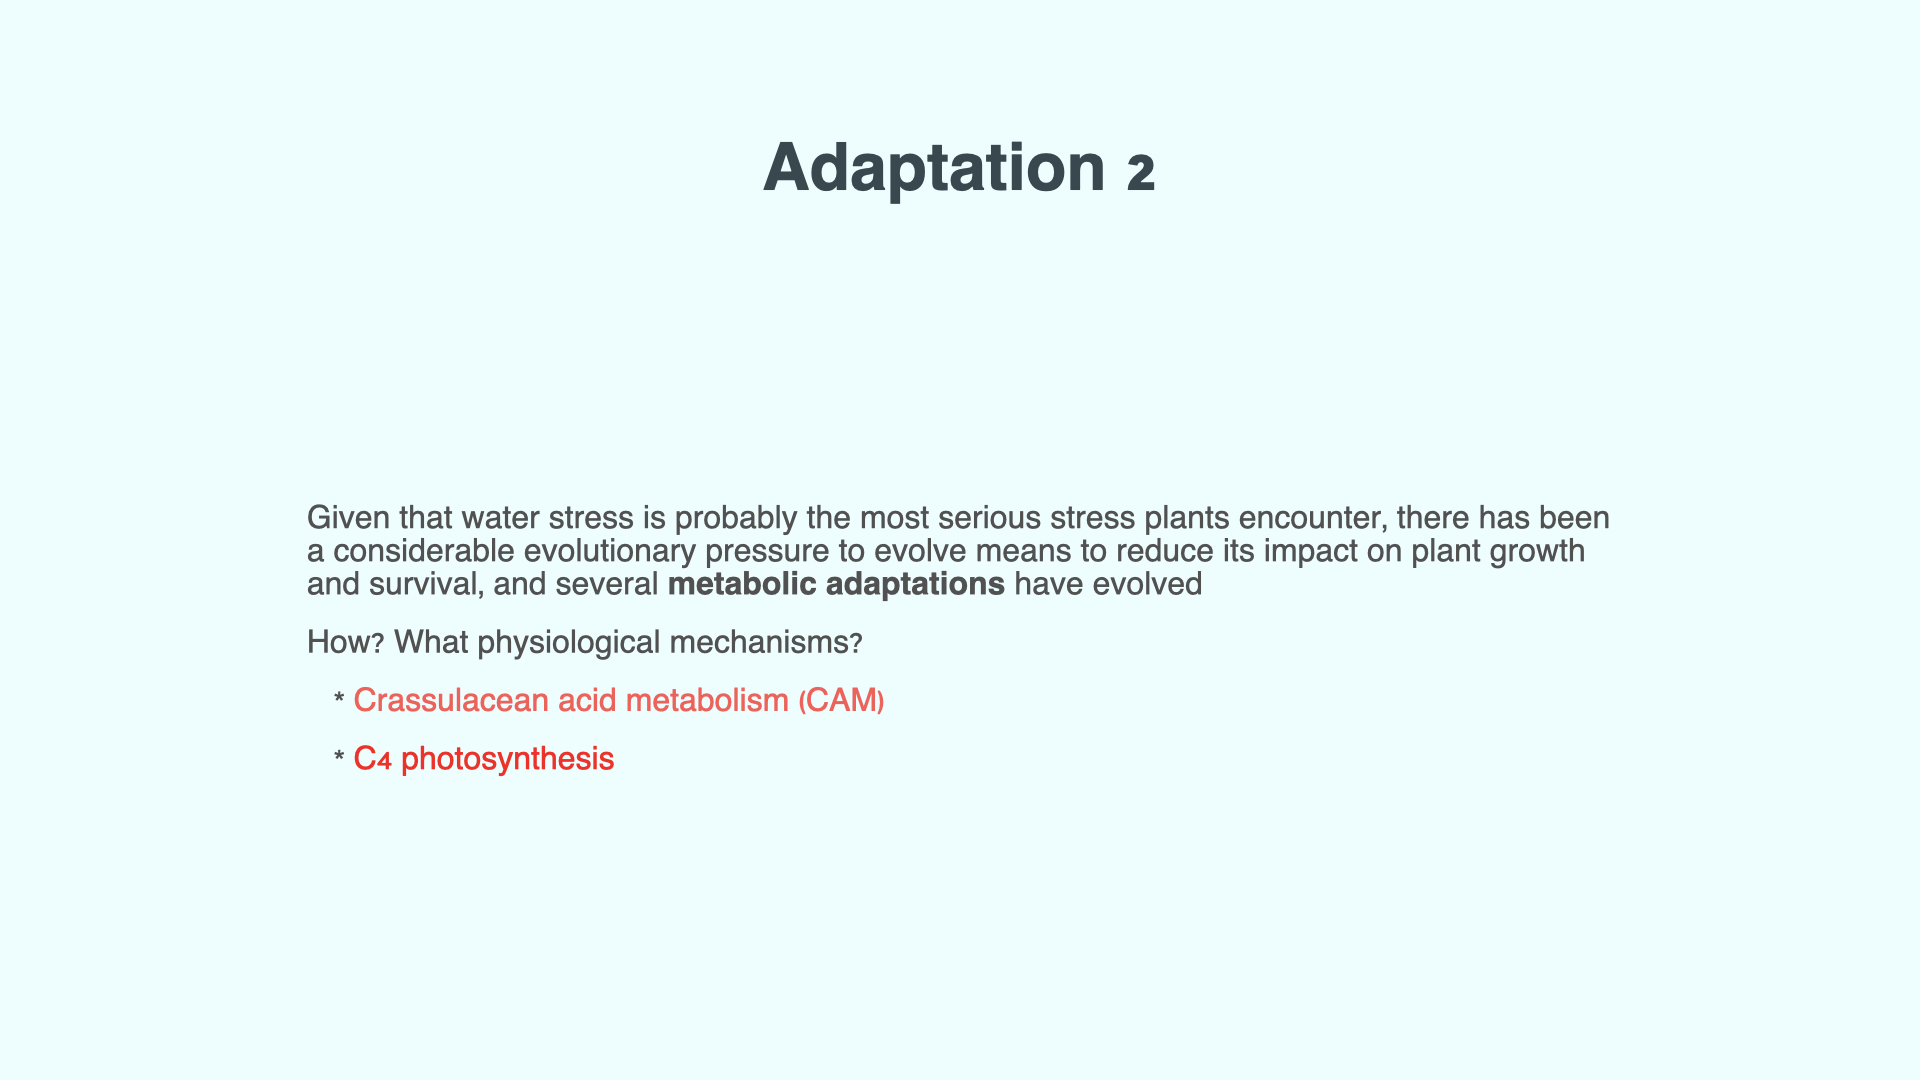 Adaptation 2
Given that water stress is probably the most serious stress plants encounter, there has been
a considerable evolutionary pressure to evolve means to reduce its impact on plant growth
and survival, and several metabolic adaptations have evolved
How? What physiological mechanisms?
* Crassulacean acid metabolism (CAM)
* C4 photosynthesis